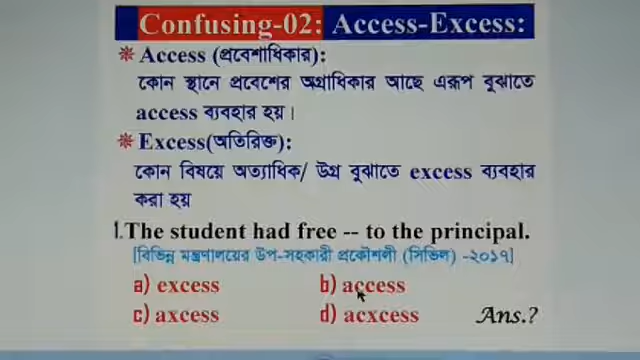 Confusing-02: Access-Excess:
* Access (প্রবেশাধিকার):
কোন স্থানে প্রবেশের অগ্রাধিকার আছে এরূপ বুঝাতে
access ব্যবহার হয়।
* Excess(অতিরিক্ত):
কোন বিষয়ে অত্যাধিক/ উগ্র বুঝাতে excess ব্যবহার
করা হয়
1.The student had free -- to the principal.
[বিভিন্ন মন্ত্রণালয়ের উপ-সহকারী প্রকৌশলী (সিভিল) -২০১৭]
a) excess b) access
c) axcess d) acxcess Ans.?